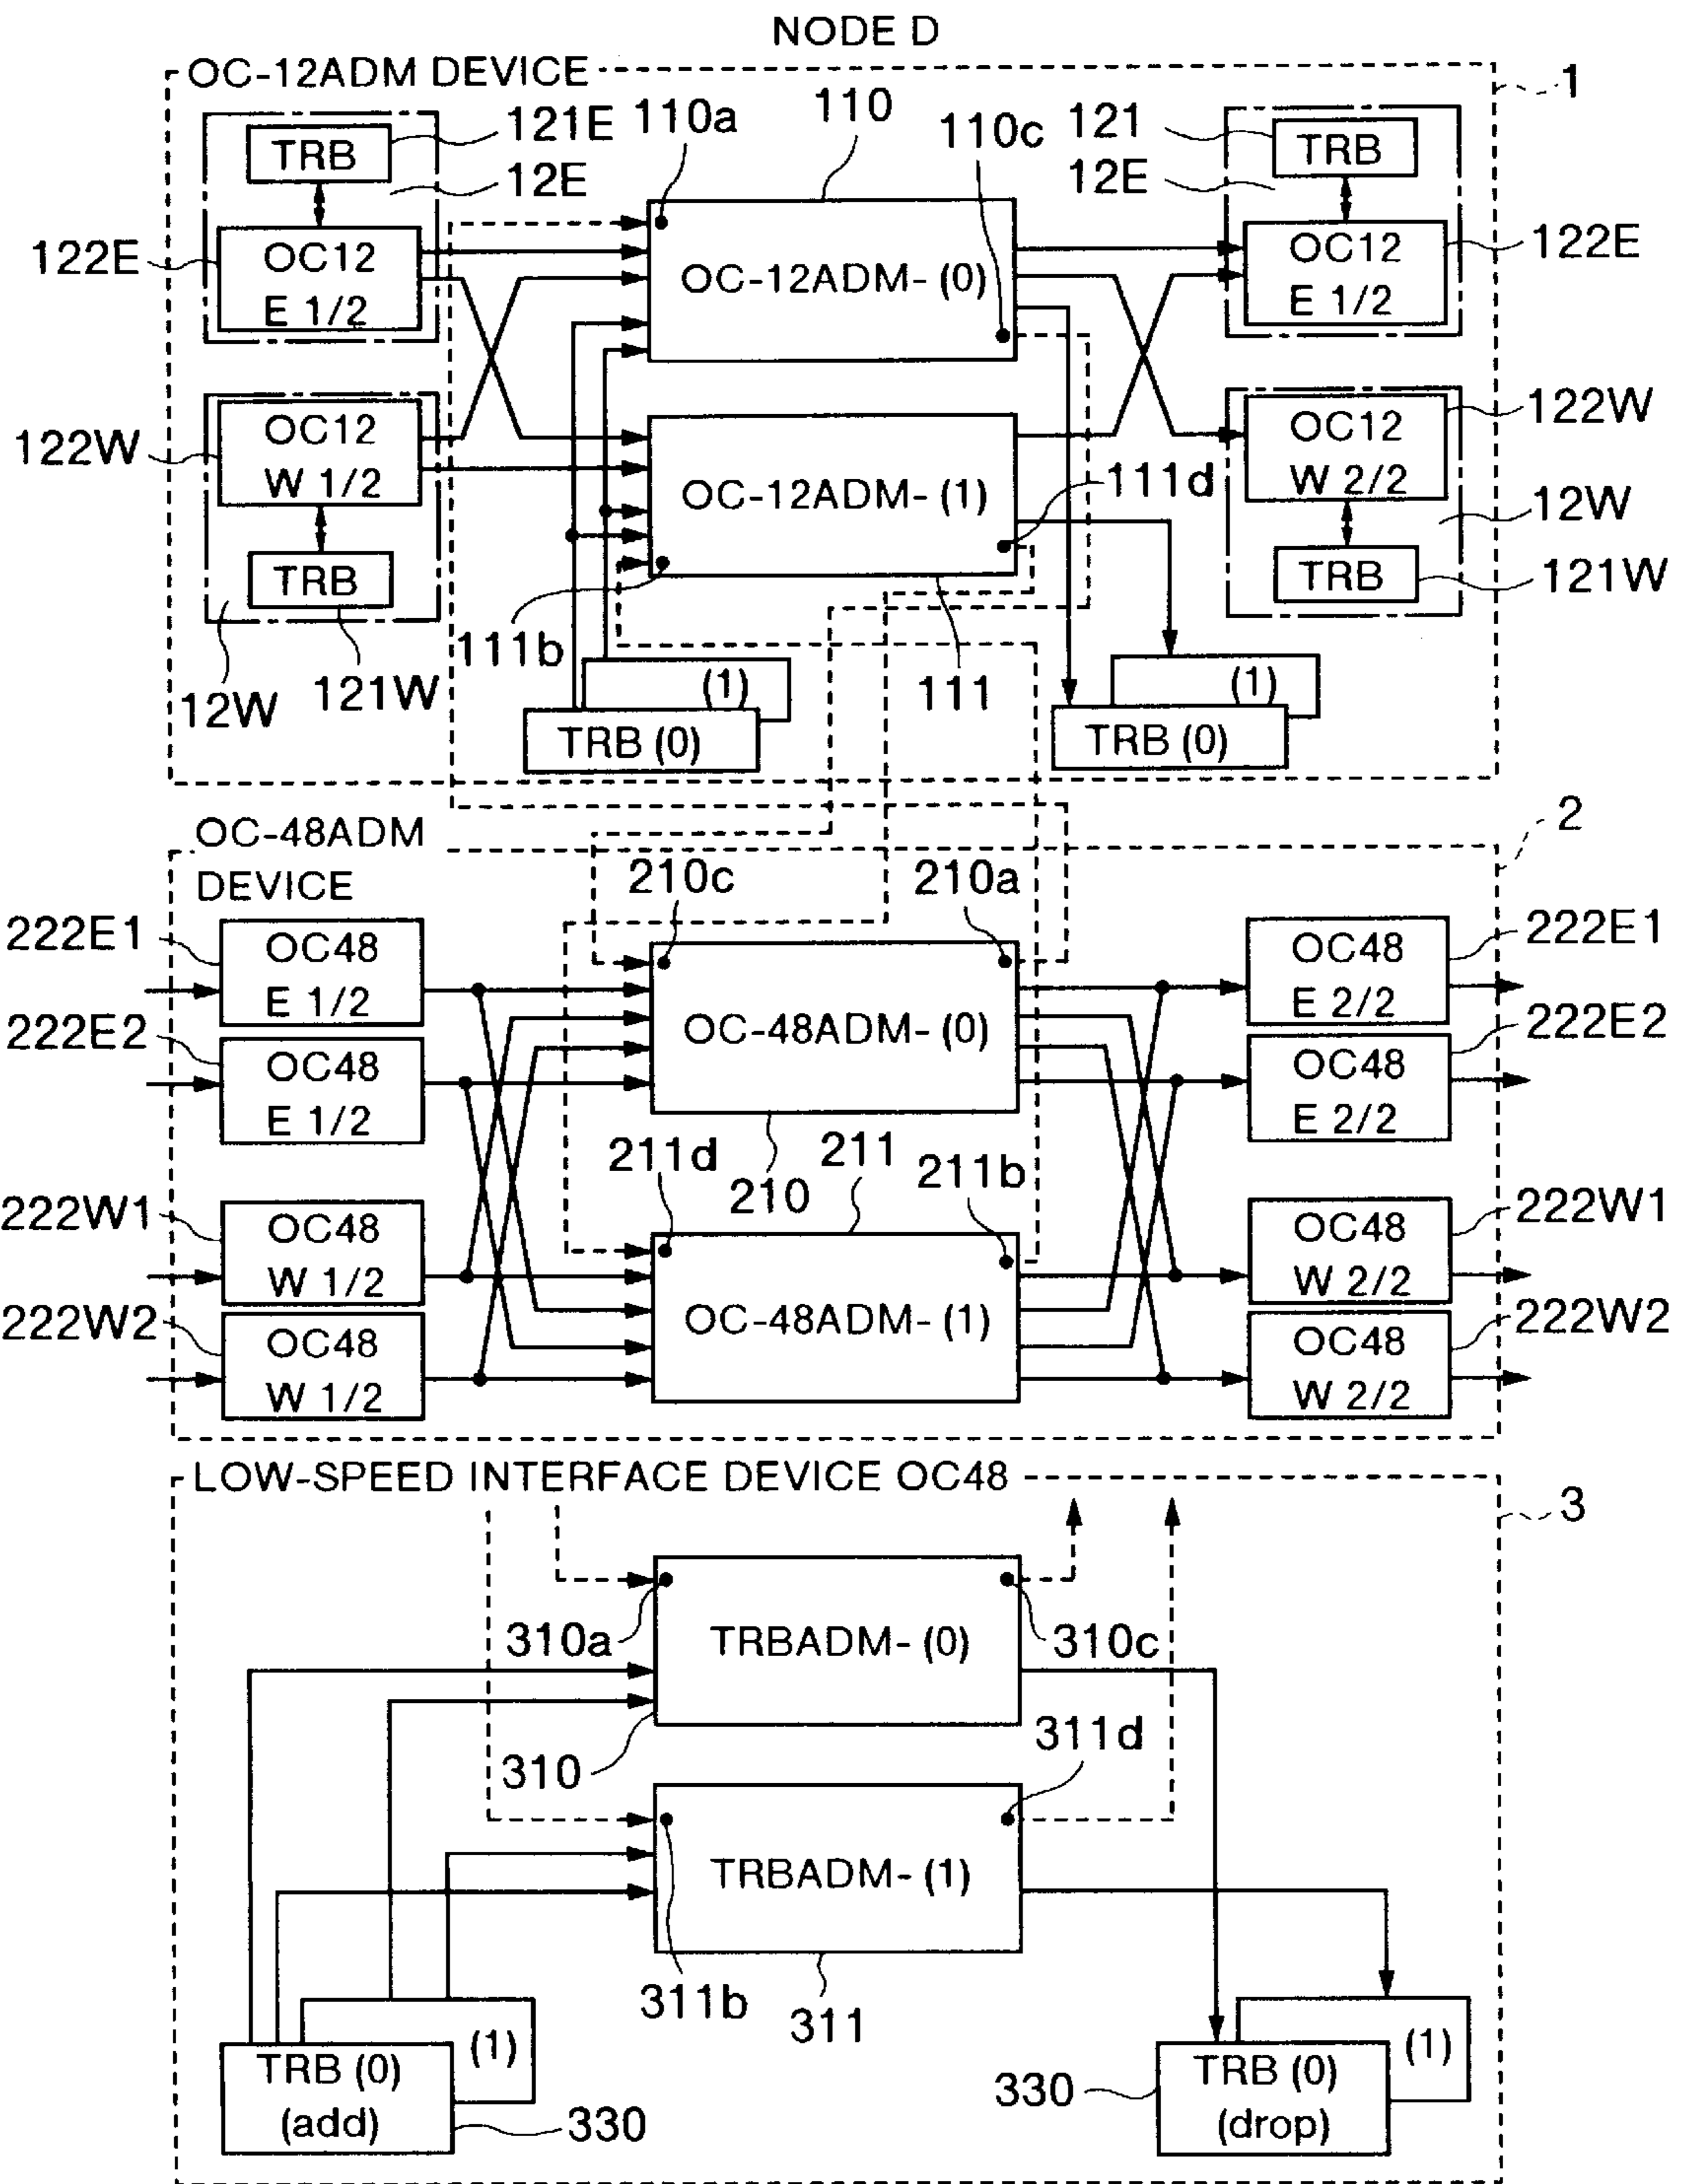 NODE D
OC-12ADM DEVICE
1
121E
110a
110
110c
121
TRB
12E
TRB
12E
122E
OC12
E 1/2
OC-12ADM- (0)
OC12
E 1/2
122E
122W
OC12
W 1/2
OC-12ADM- (1)
111d
OC12
W 2/2
122W
12W
TRB
TRB
121W
12W
121W
111b
111
(1)
TRB (0)
(1)
TRB (0)
OC-48ADM
DEVICE
2
210c
210a
222E1
OC48
E 1/2
OC48
E 2/2
222E1
222E2
OC48
E 1/2
OC-48ADM- (0)
OC48
E 2/2
222E2
211d
210
211
211b
222W1
OC48
W 1/2
OC48
W 2/2
222W1
222W2
OC48
W 1/2
OC-48ADM- (1)
OC48
W 2/2
222W2
LOW-SPEED INTERFACE DEVICE OC48
3
310a
TRBADM- (0)
310c
310
311d
TRBADM- (1)
311b
311
(1)
TRB (0)
(add)
330
(1)
TRB (0)
(drop)
330